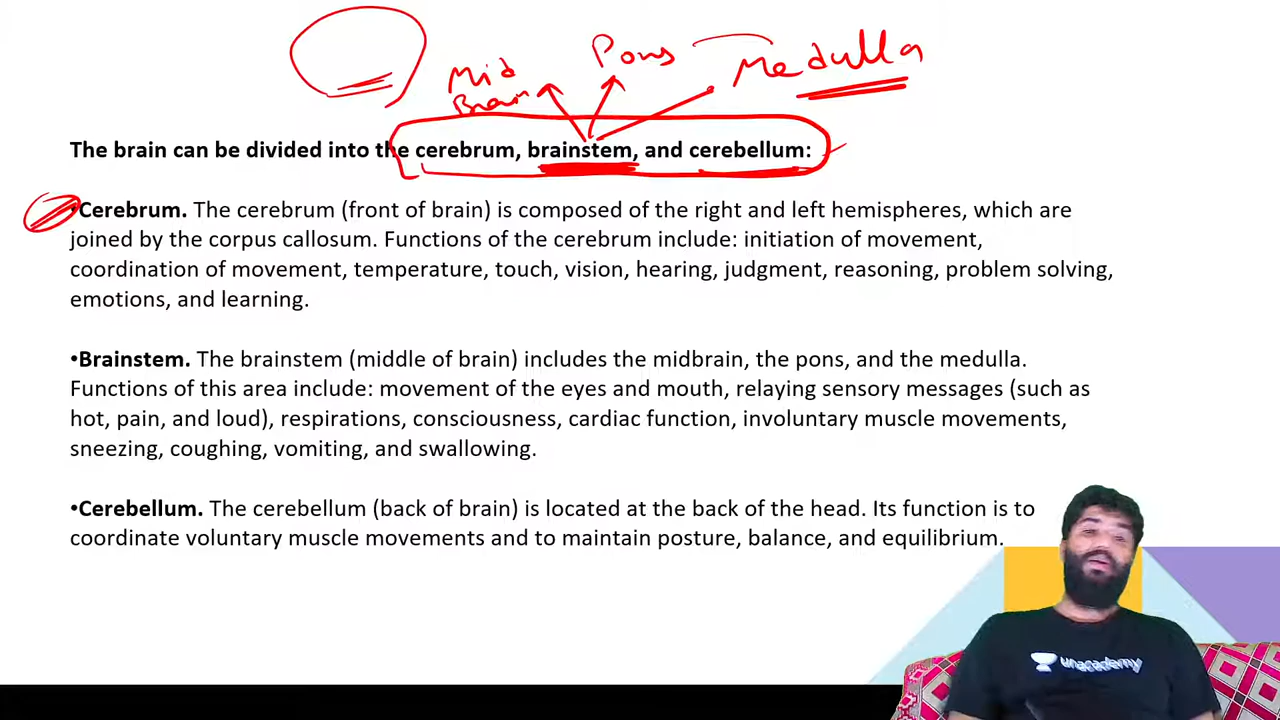 Mid
Brain
Pons
Medulla
The brain can be divided into the cerebrum, brainstem, and cerebellum:
•Cerebrum. The cerebrum (front of brain) is composed of the right and left hemispheres, which are
joined by the corpus callosum. Functions of the cerebrum include: initiation of movement,
coordination of movement, temperature, touch, vision, hearing, judgment, reasoning, problem solving,
emotions, and learning.
•Brainstem. The brainstem (middle of brain) includes the midbrain, the pons, and the medulla.
Functions of this area include: movement of the eyes and mouth, relaying sensory messages (such as
hot, pain, and loud), respirations, consciousness, cardiac function, involuntary muscle movements,
sneezing, coughing, vomiting, and swallowing.
•Cerebellum. The cerebellum (back of brain) is located at the back of the head. Its function is to
coordinate voluntary muscle movements and to maintain posture, balance, and equilibrium.
unacademy